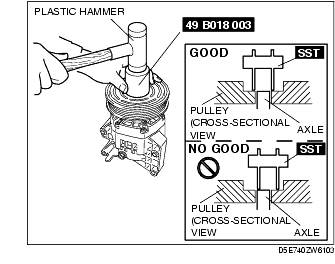 PLASTIC HAMMER
49 B018 003
GOOD
SST
PULLEY
(CROSS-SECTIONAL
VIEW
AXLE
NO GOOD
SST
PULLEY
(CROSS-SECTIONAL
VIEW
AXLE
D5E740ZW6103